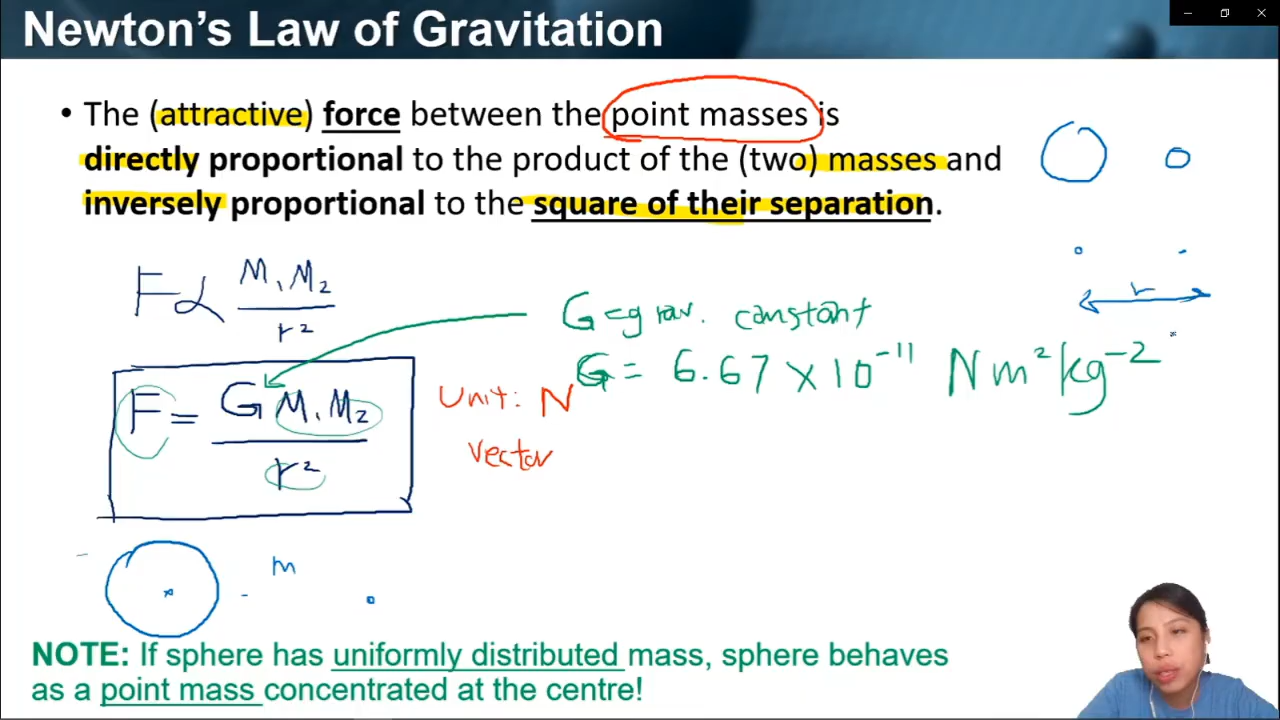 Newton's Law of Gravitation
• The (attractive) force between the point masses is
directly proportional to the product of the (two) masses and
inversely proportional to the square of their separation.
F ∝ M₁M₂ / r²
r
G = grav. constant
G = 6.67 × 10⁻¹¹ Nm² kg⁻²
F = G M₁M₂ / r²
Unit: N
vector
m
NOTE: If sphere has uniformly distributed mass, sphere behaves
as a point mass concentrated at the centre!